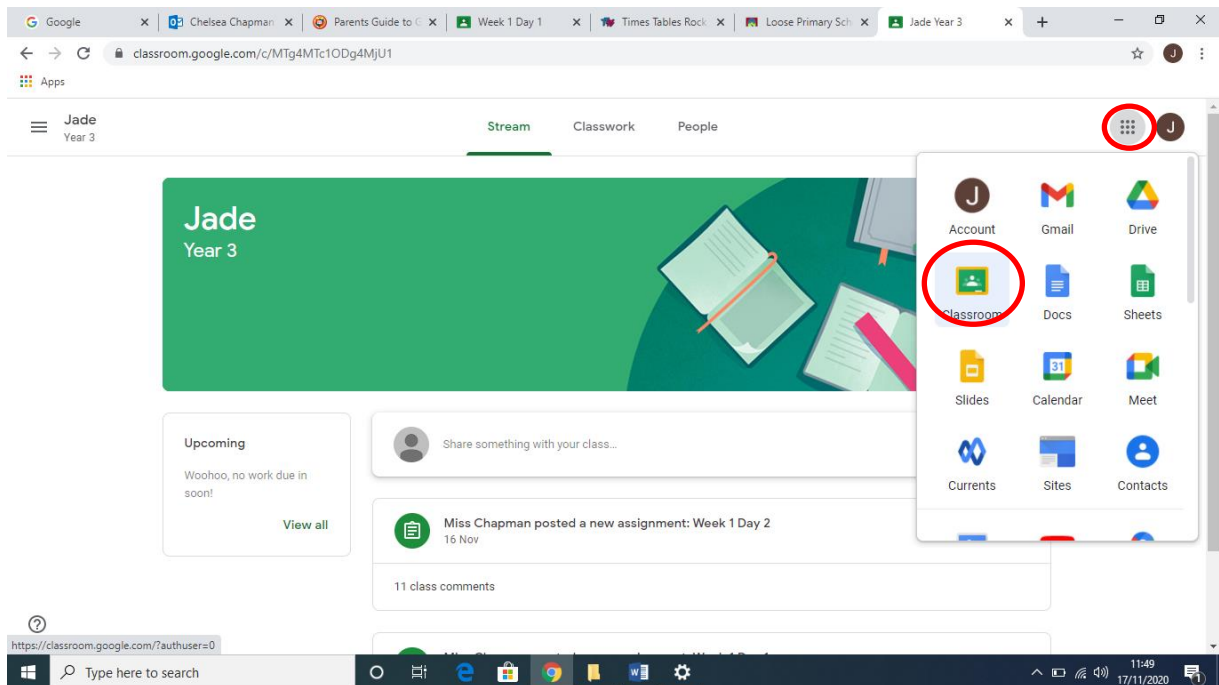 Google
Chelsea Chapman
Parents Guide to G
Week 1 Day 1
Times Tables Rock
Loose Primary Sch
Jade Year 3
classroom.google.com/c/MTg4MTc1ODg4MjU1
J
Apps
Jade
Year 3
Stream
Classwork
People
J
Jade
Year 3
J
Account
Gmail
Drive
Classroom
Docs
Sheets
Slides
31
Calendar
Meet
Currents
Sites
Contacts
Upcoming
Woohoo, no work due in
soon!
View all
Share something with your class...
Miss Chapman posted a new assignment: Week 1 Day 2
16 Nov
11 class comments
https://classroom.google.com/?authuser=0
Type here to search
11:49
17/11/2020